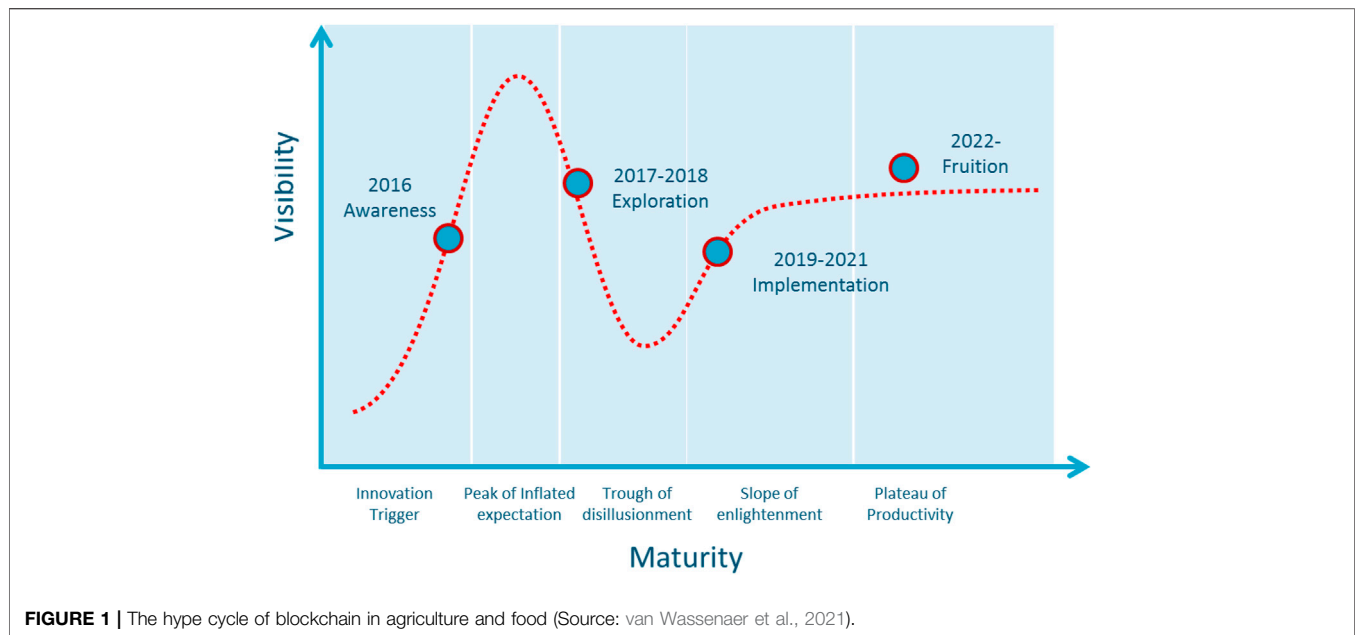 Visibility
2016
Awareness
2017-2018
Exploration
2019-2021
Implementation
2022-
Fruition
Innovation
Trigger
Peak of Inflated
expectation
Trough of
disillusionment
Slope of
enlightenment
Plateau of
Productivity
Maturity
FIGURE 1 | The hype cycle of blockchain in agriculture and food (Source: van Wassenaer et al., 2021).